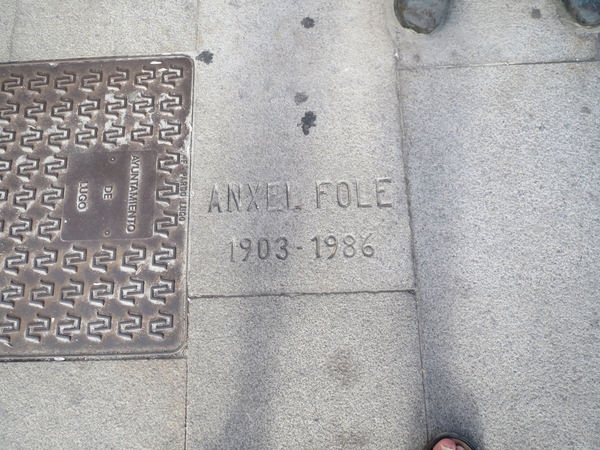 AYUNTAMIENTO
DE
LUGO
ANXEL FOLE
1903-1986